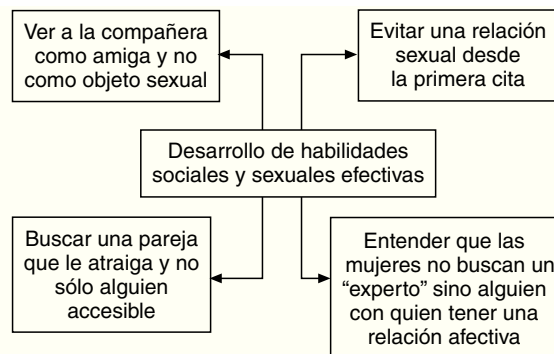 Ver a la compañera
como amiga y no
como objeto sexual
Evitar una relación
sexual desde
la primera cita
Desarrollo de habilidades
sociales y sexuales efectivas
Buscar una pareja
que le atraiga y no
sólo alguien
accesible
Entender que las
mujeres no buscan un
“experto” sino alguien
con quien tener una
relación afectiva